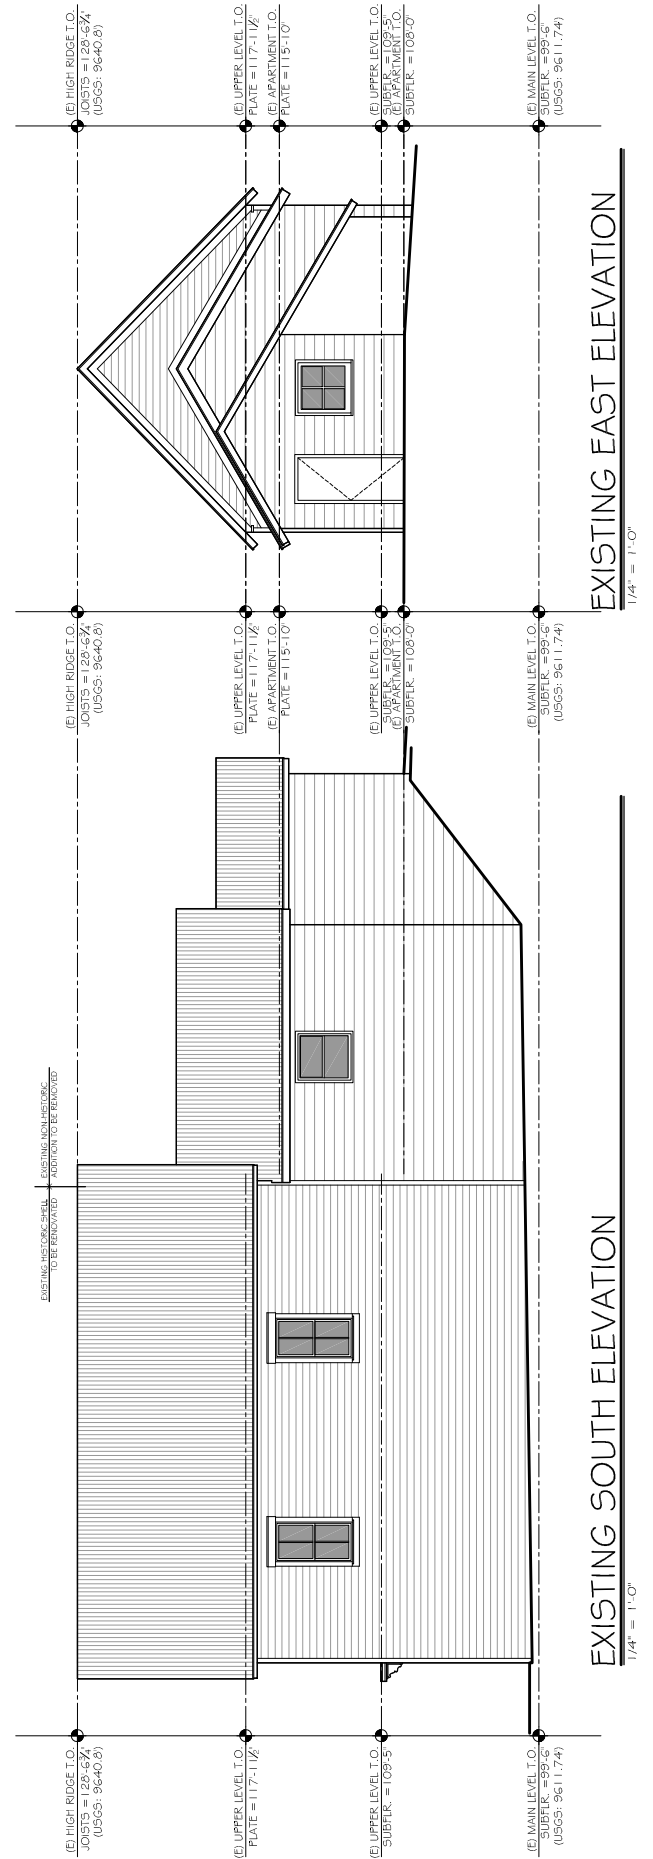 (E) HIGH RIDGE T.O.
JOISTS = 128'-6¾"
(USGS: 9640.8')
(E) UPPER LEVEL T.O.
PLATE = 117'-11½"
(E) UPPER LEVEL T.O.
SUBFLR. = 109'-5"
(E) MAIN LEVEL T.O.
SUBFLR. = 99'-6"
(USGS: 9611.74')
EXISTING HISTORIC SHELL
TO BE RENOVATED
EXISTING NON-HISTORIC
ADDITION TO BE REMOVED
EXISTING SOUTH ELEVATION
1/4" = 1'-0"
(E) HIGH RIDGE T.O.
JOISTS = 128'-6¾"
(USGS: 9640.8')
(E) UPPER LEVEL T.O.
PLATE = 117'-11½"
(E) APARTMENT T.O.
PLATE = 115'-10"
(E) UPPER LEVEL T.O.
SUBFLR. = 109'-5"
(E) APARTMENT T.O.
SUBFLR. = 108'-0"
(E) MAIN LEVEL T.O.
SUBFLR. = 99'-6"
(USGS: 9611.74')
EXISTING EAST ELEVATION
1/4" = 1'-0"
(E) HIGH RIDGE T.O.
JOISTS = 128'-6¾"
(USGS: 9640.8')
(E) UPPER LEVEL T.O.
PLATE = 117'-11½"
(E) APARTMENT T.O.
PLATE = 115'-10"
(E) UPPER LEVEL T.O.
SUBFLR. = 109'-5"
(E) APARTMENT T.O.
SUBFLR. = 108'-0"
(E) MAIN LEVEL T.O.
SUBFLR. = 99'-6"
(USGS: 9611.74')